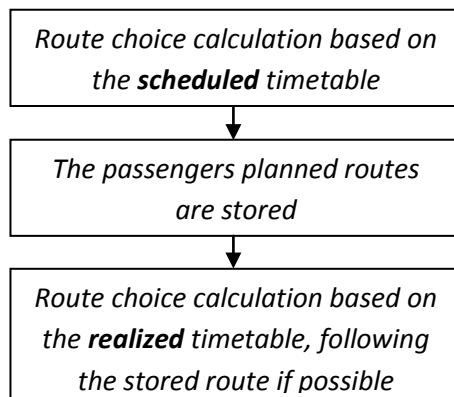 Route choice calculation based on
the scheduled timetable
The passengers planned routes
are stored
Route choice calculation based on
the realized timetable, following
the stored route if possible